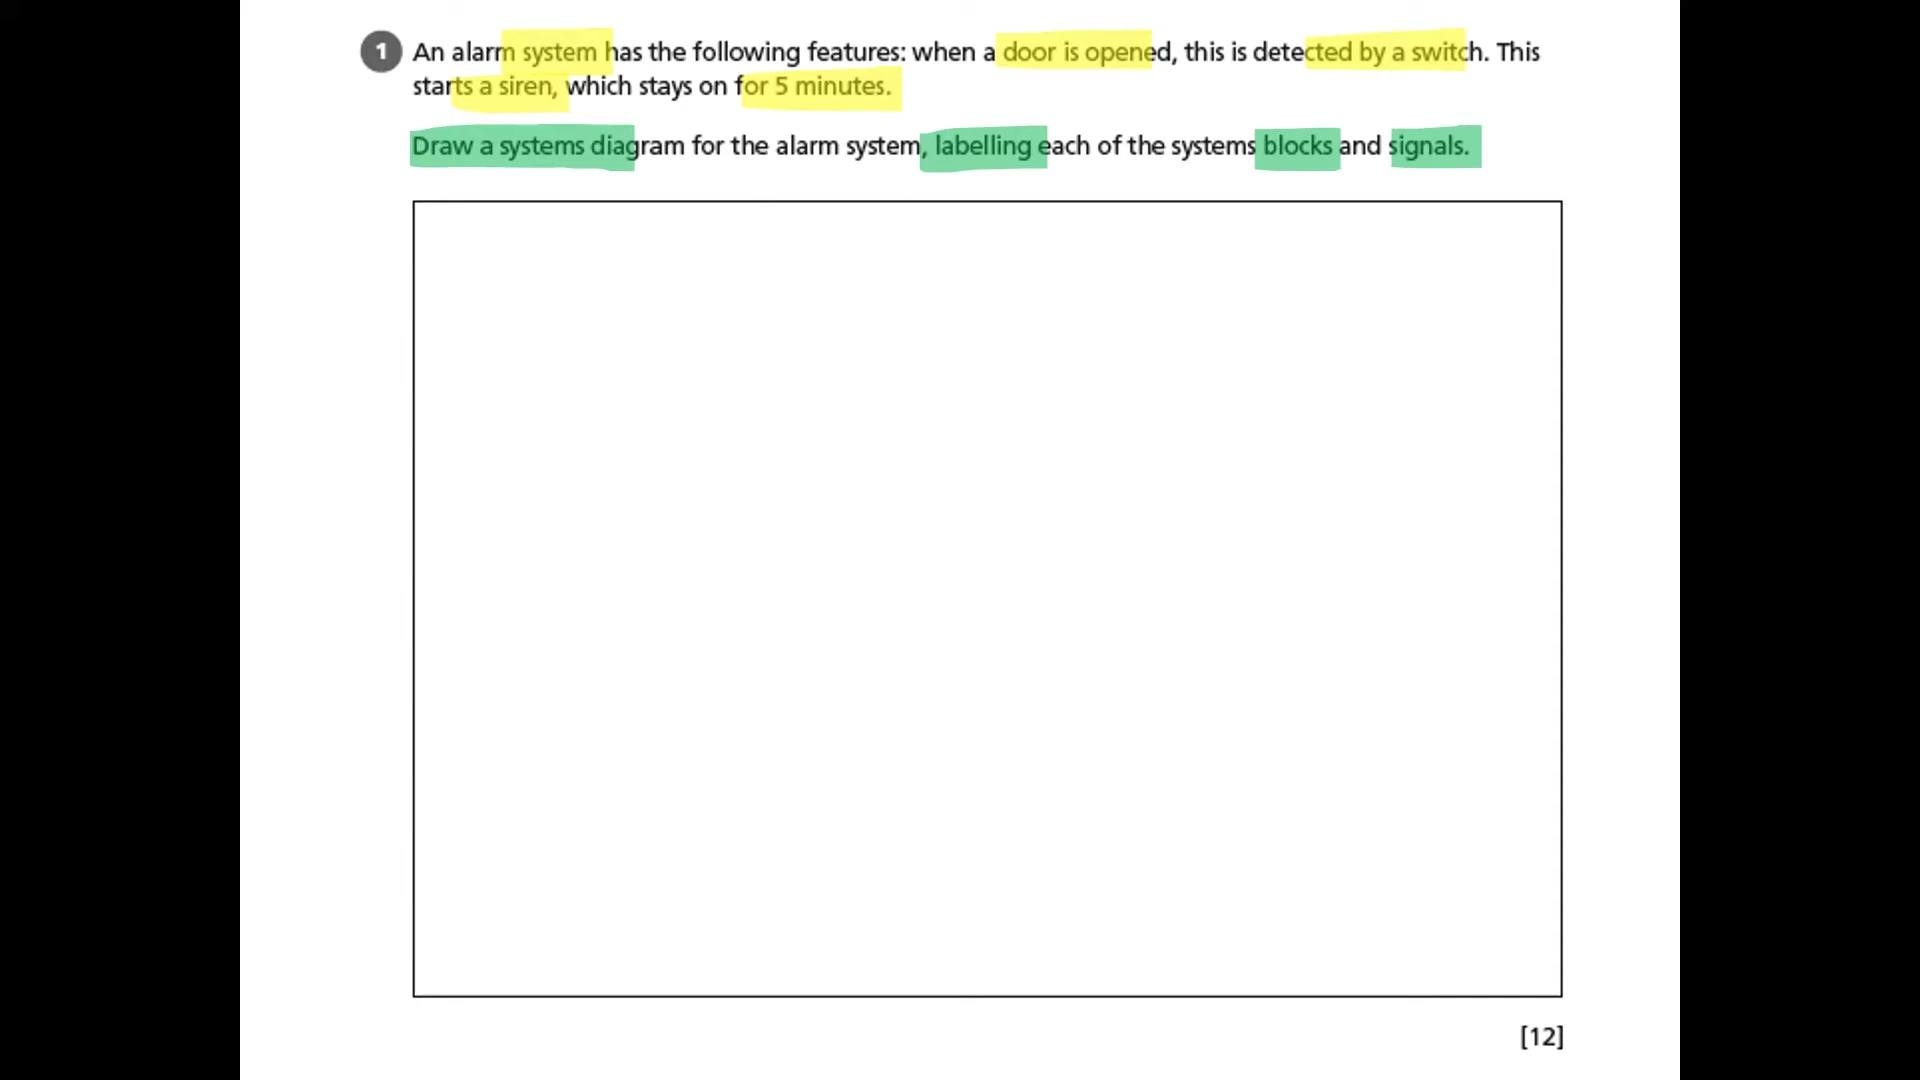 1 An alarm system has the following features: when a door is opened, this is detected by a switch. This
starts a siren, which stays on for 5 minutes.
Draw a systems diagram for the alarm system, labelling each of the systems blocks and signals.
[12]